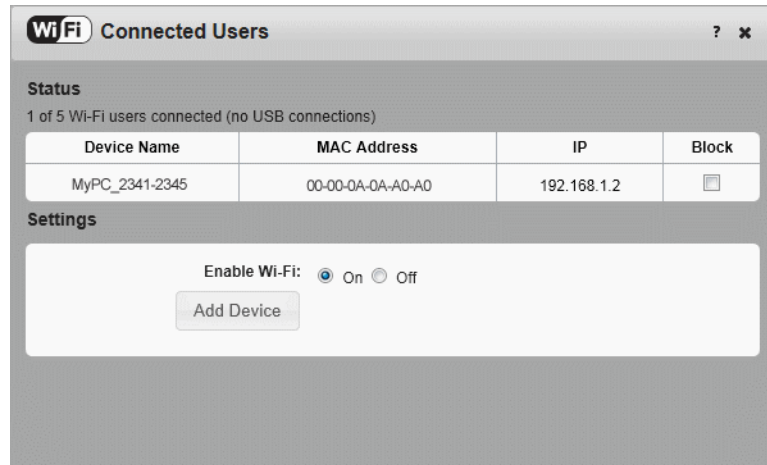 WiFi Connected Users ? ×
Status
1 of 5 Wi-Fi users connected (no USB connections)
Device Name MAC Address IP Block
MyPC_2341-2345 00-00-0A-0A-A0-A0 192.168.1.2
Settings
Enable Wi-Fi: On Off
Add Device